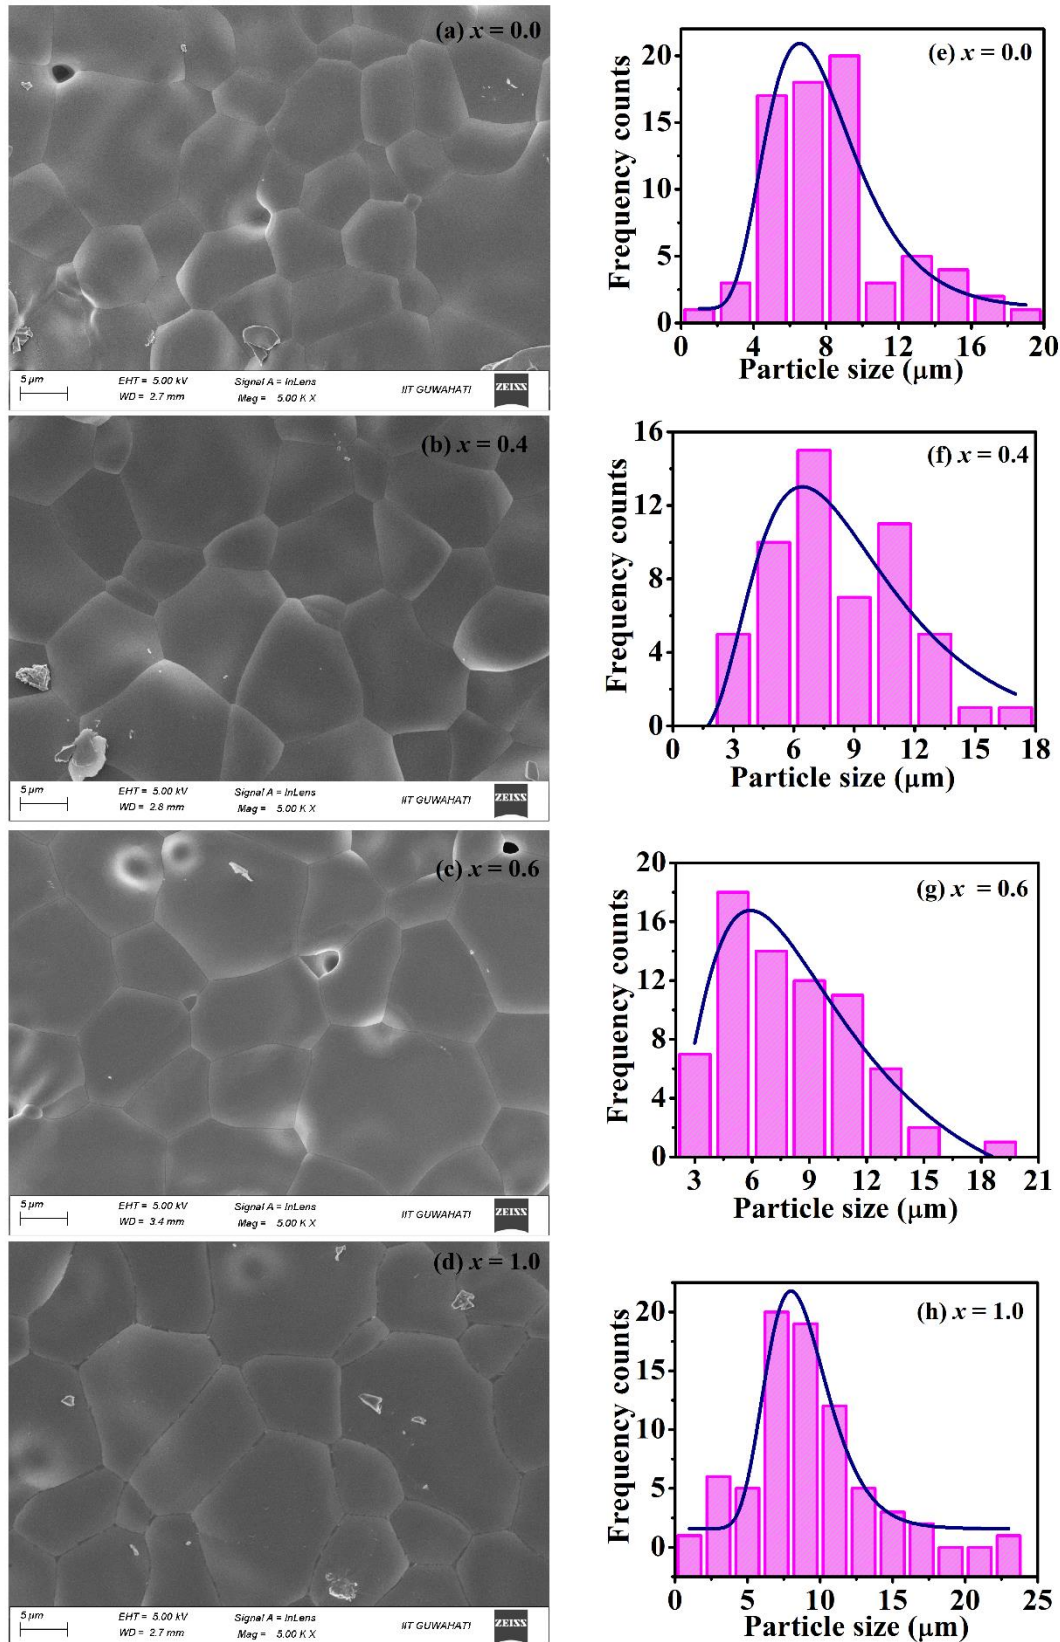 (a) x = 0.0
5 µm
EHT = 5.00 kV
WD = 2.7 mm
Signal A = InLens
Mag = 5.00 K X
IIT GUWAHATI
ZEISS
(e) x = 0.0
Frequency counts
20
15
10
5
0
0 4 8 12 16 20
Particle size (µm)
(b) x = 0.4
5 µm
EHT = 5.00 kV
WD = 2.8 mm
Signal A = InLens
Mag = 5.00 K X
IIT GUWAHATI
ZEISS
(f) x = 0.4
Frequency counts
16
12
8
4
0
0 3 6 9 12 15 18
Particle size (µm)
(c) x = 0.6
5 µm
EHT = 5.00 kV
WD = 3.4 mm
Signal A = InLens
Mag = 5.00 K X
IIT GUWAHATI
ZEISS
(g) x = 0.6
Frequency counts
20
16
12
8
4
0
3 6 9 12 15 18 21
Particle size (µm)
(d) x = 1.0
5 µm
EHT = 5.00 kV
WD = 2.7 mm
Signal A = InLens
Mag = 5.00 K X
IIT GUWAHATI
ZEISS
(h) x = 1.0
Frequency counts
20
15
10
5
0
0 5 10 15 20 25
Particle size (µm)